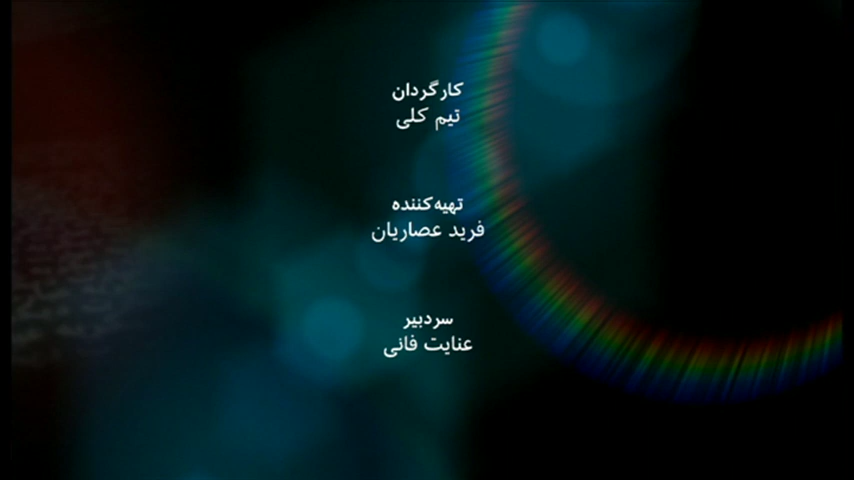 کارگردان
تیم کلی
تهیه‌کننده
فرید عصاریان
سردبیر
عنایت فانی